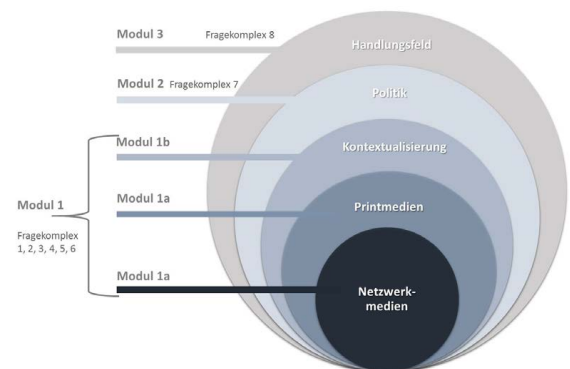 Modul 3 Fragekomplex 8
Handlungsfeld
Modul 2 Fragekomplex 7
Politik
Modul 1b
Kontextualisierung
Modul 1
Fragekomplex
1, 2, 3, 4, 5, 6
Modul 1a
Printmedien
Modul 1a
Netzwerk-
medien